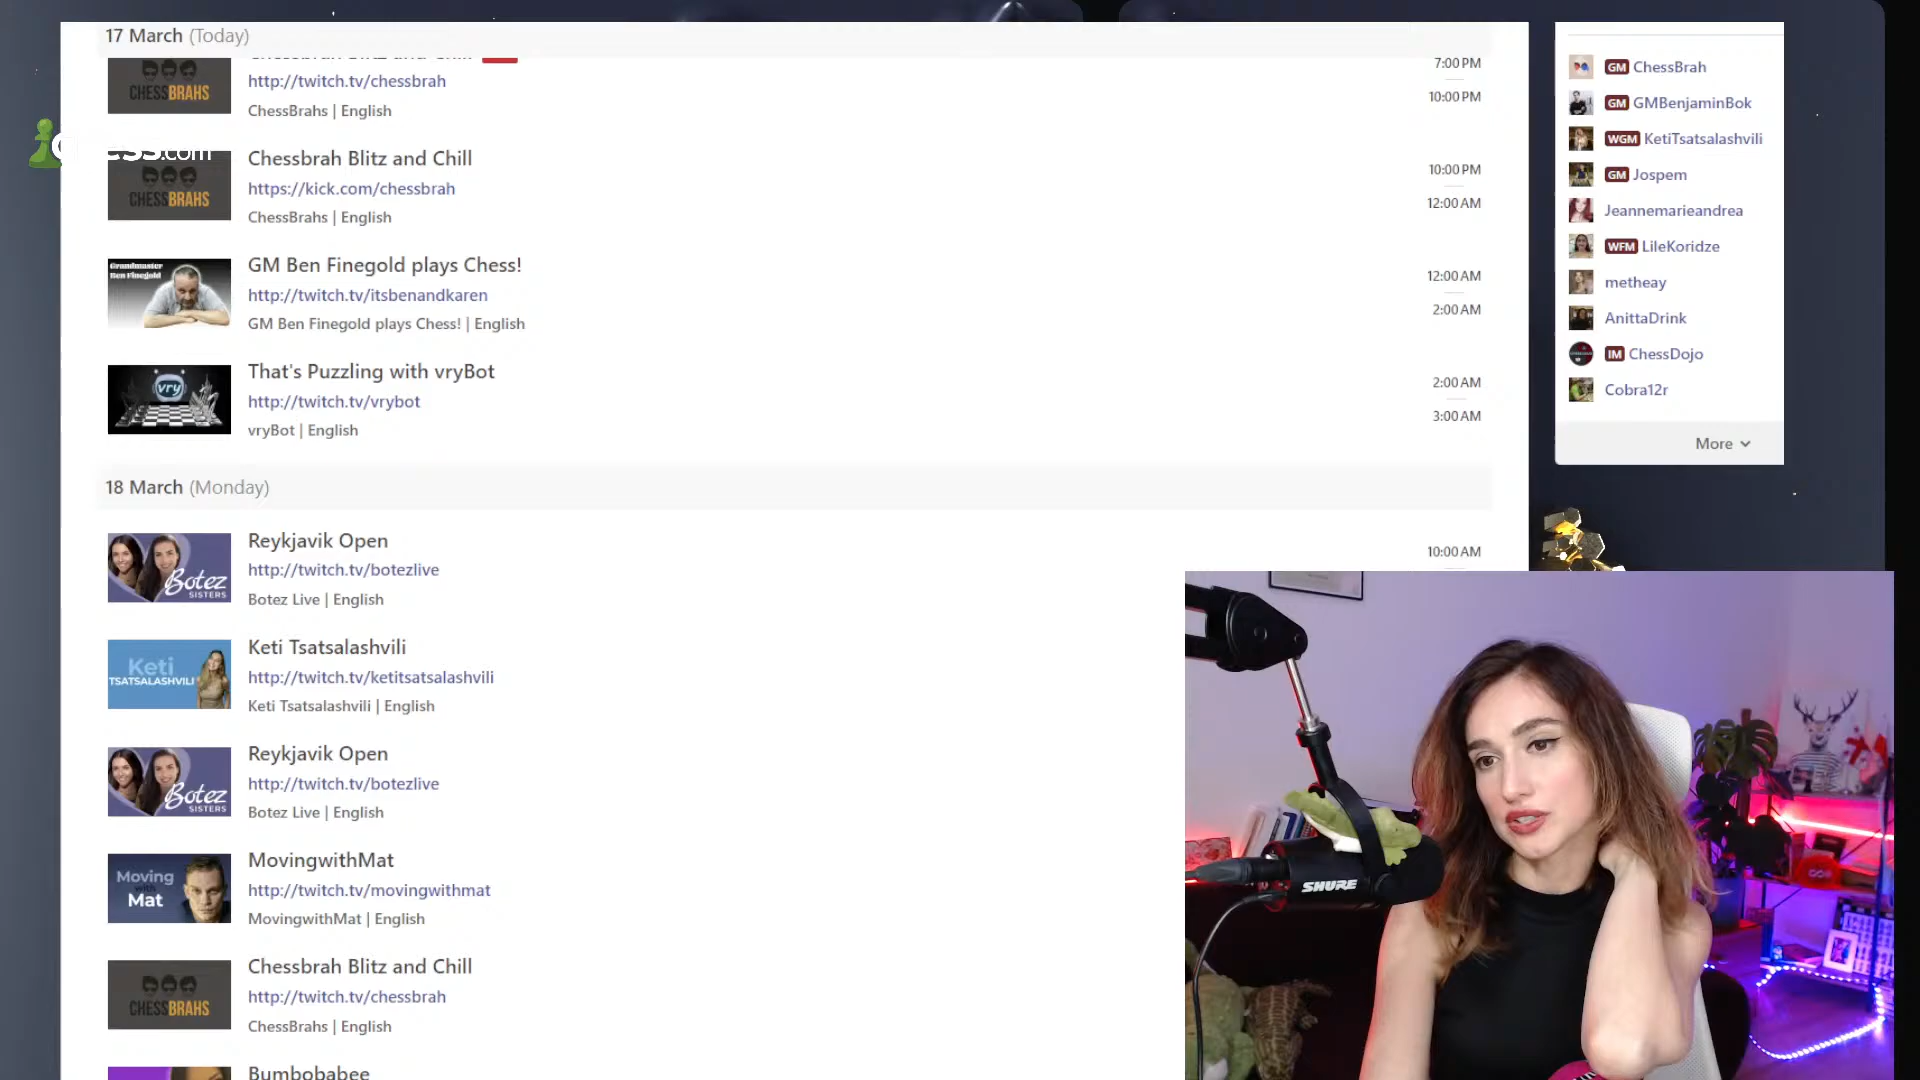 17 March (Today)
http://twitch.tv/chessbrah
ChessBrahs | English
7:00 PM
10:00 PM
CHESSBRAHS
Chess.com
Chessbrah Blitz and Chill
https://kick.com/chessbrah
ChessBrahs | English
10:00 PM
12:00 AM
CHESSBRAHS
GM Ben Finegold plays Chess!
http://twitch.tv/itsbenandkaren
GM Ben Finegold plays Chess! | English
12:00 AM
2:00 AM
Grandmaster
Ben Finegold
That's Puzzling with vryBot
http://twitch.tv/vrybot
vryBot | English
2:00 AM
3:00 AM
vry
18 March (Monday)
Reykjavik Open
http://twitch.tv/botezlive
Botez Live | English
10:00 AM
Botez
SISTERS
Keti Tsatsalashvili
http://twitch.tv/ketitsatsalashvili
Keti Tsatsalashvili | English
Keti
TSATSALASHVILI
Reykjavik Open
http://twitch.tv/botezlive
Botez Live | English
Botez
SISTERS
MovingwithMat
http://twitch.tv/movingwithmat
MovingwithMat | English
Moving
with
Mat
Chessbrah Blitz and Chill
http://twitch.tv/chessbrah
ChessBrahs | English
CHESSBRAHS
Bumbobabee
GM ChessBrah
GM GMBenjaminBok
WGM KetiTsatsalashvili
GM Jospem
Jeannemarieandrea
WFM LileKoridze
metheay
AnittaDrink
IM ChessDojo
Cobra12r
More
SHURE